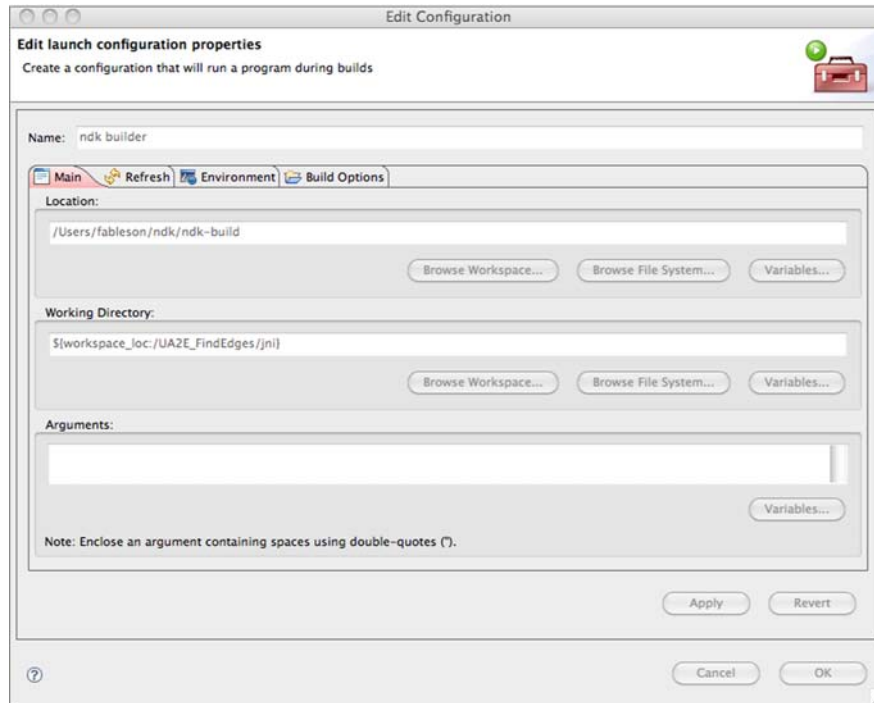 Edit Configuration
Edit launch configuration properties
Create a configuration that will run a program during builds
Name: ndk builder
Main Refresh Environment Build Options
Location:
/Users/fableson/ndk/ndk-build
Browse Workspace... Browse File System... Variables...
Working Directory:
${workspace_loc:/UA2E_FindEdges/jni}
Browse Workspace... Browse File System... Variables...
Arguments:
Variables...
Note: Enclose an argument containing spaces using double-quotes (").
Apply Revert
? Cancel OK